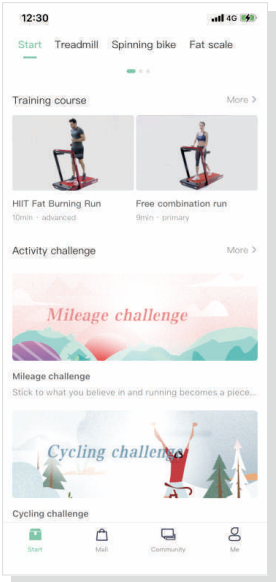 12:30
4G
Start Treadmill Spinning bike Fat scale
Training course More >
HIIT Fat Burning Run Free combination run
10min · advanced 9min · primary
Activity challenge More >
Mileage challenge
Mileage challenge
Stick to what you believe in and running becomes a piece...
Cycling challenge
Cycling challenge
Start Mall Community Me